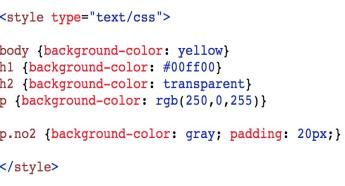 <style type="text/css">
body {background-color: yellow}
h1 {background-color: #00ff00}
h2 {background-color: transparent}
p {background-color: rgb(250,0,255)}
p.no2 {background-color: gray; padding: 20px;}
</style>